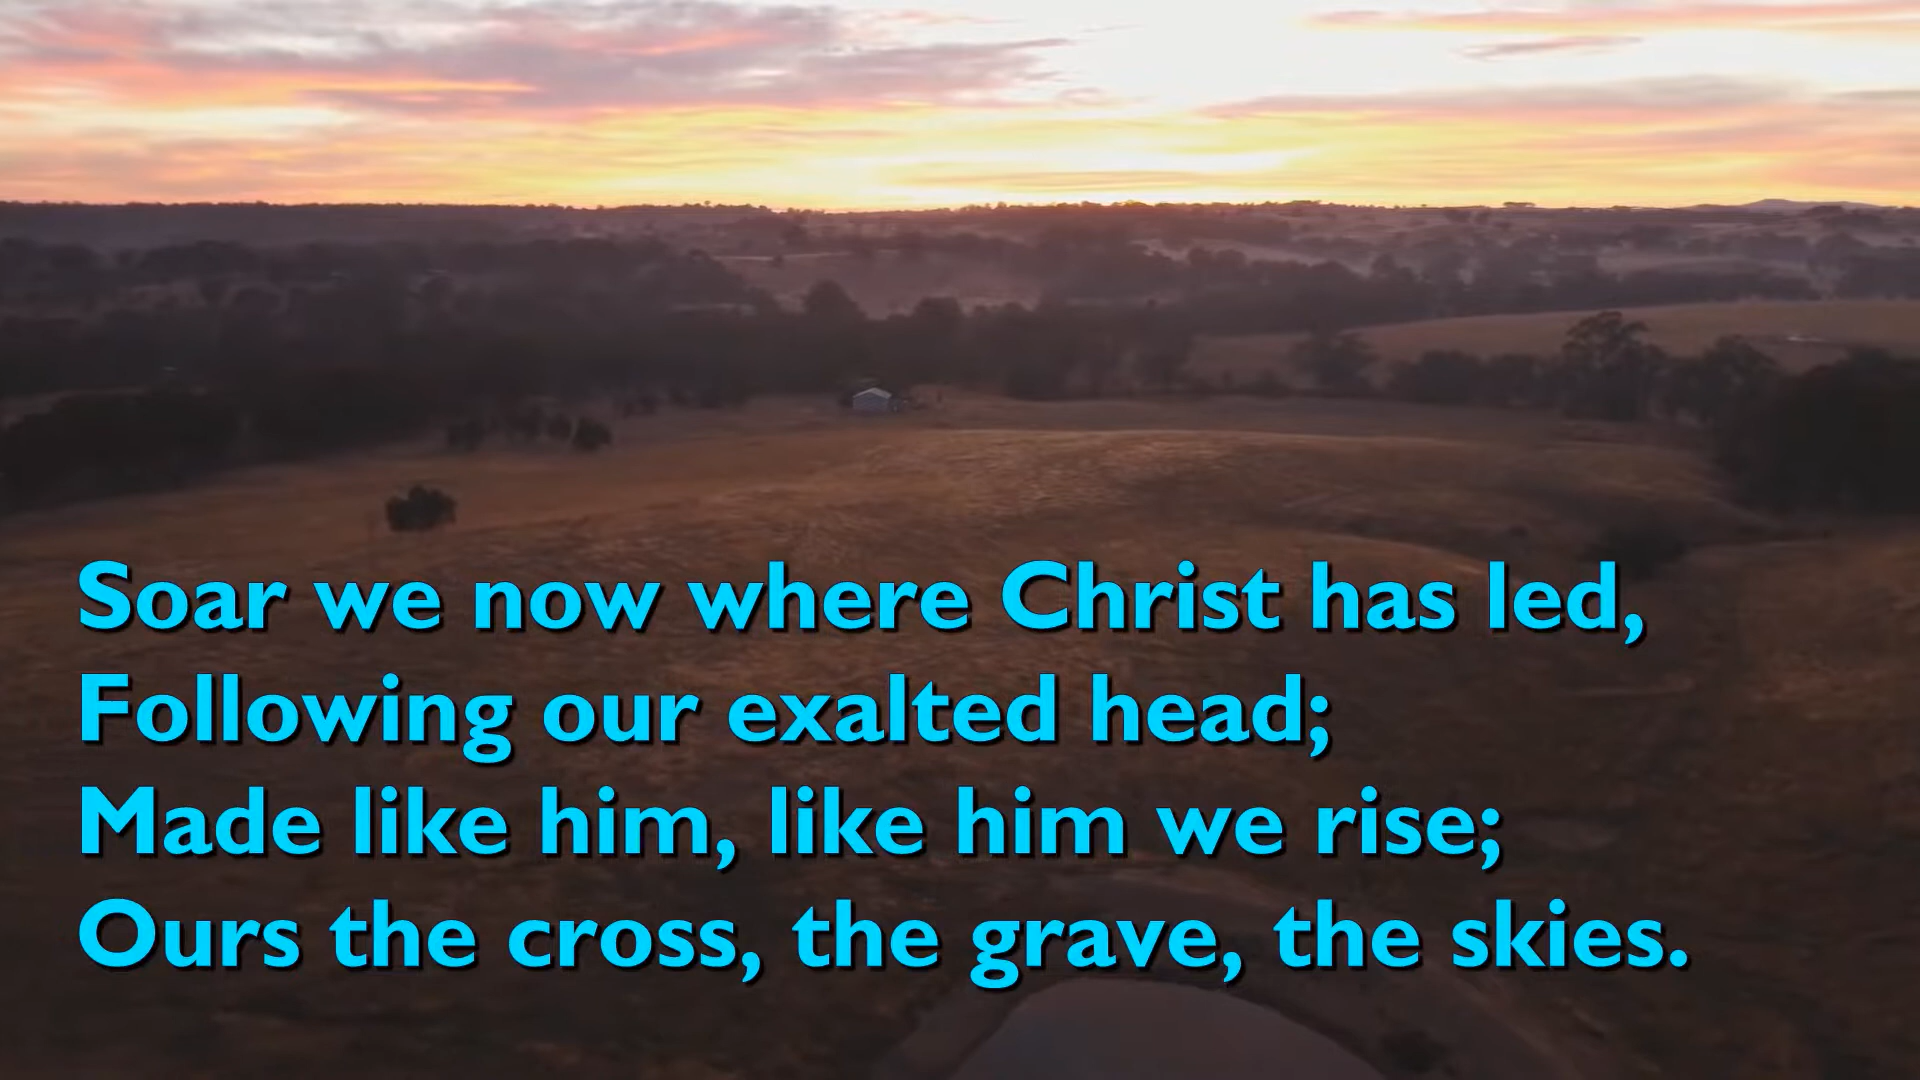 Soar we now where Christ has led,
Following our exalted head;
Made like him, like him we rise;
Ours the cross, the grave, the skies.